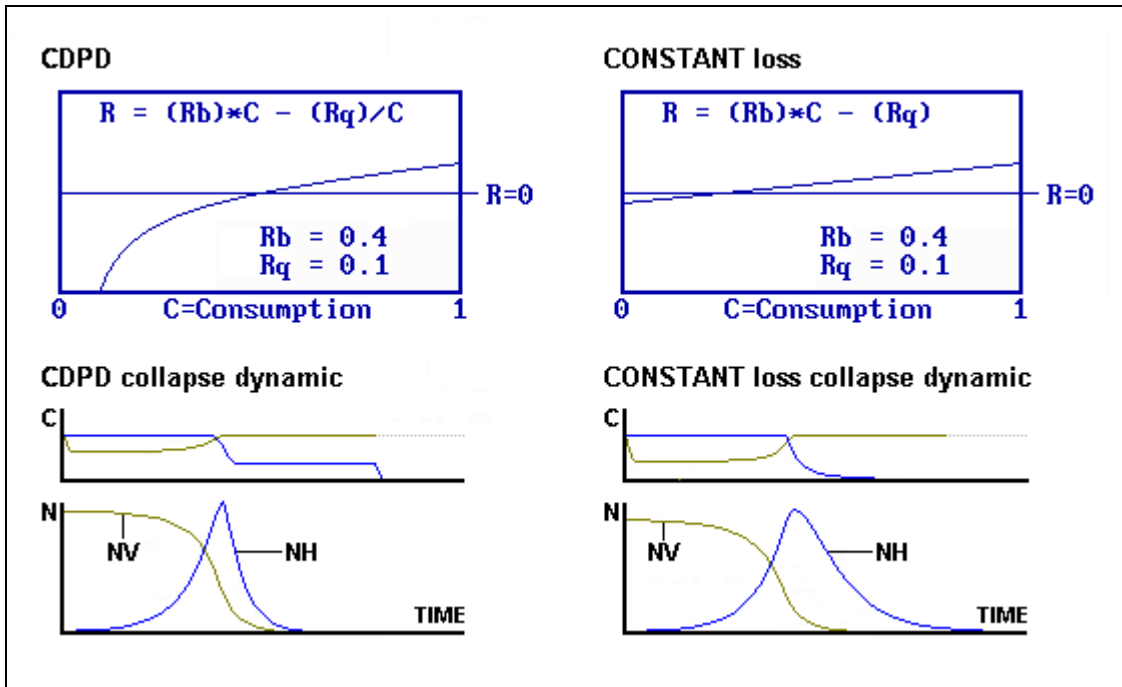 CDPD
R = (Rb)*C - (Rq)/C
R=0
Rb = 0.4
Rq = 0.1
0 C=Consumption 1
CONSTANT loss
R = (Rb)*C - (Rq)
R=0
Rb = 0.4
Rq = 0.1
0 C=Consumption 1
CDPD collapse dynamic
C
N
NV
NH
TIME
CONSTANT loss collapse dynamic
C
N
NV
NH
TIME